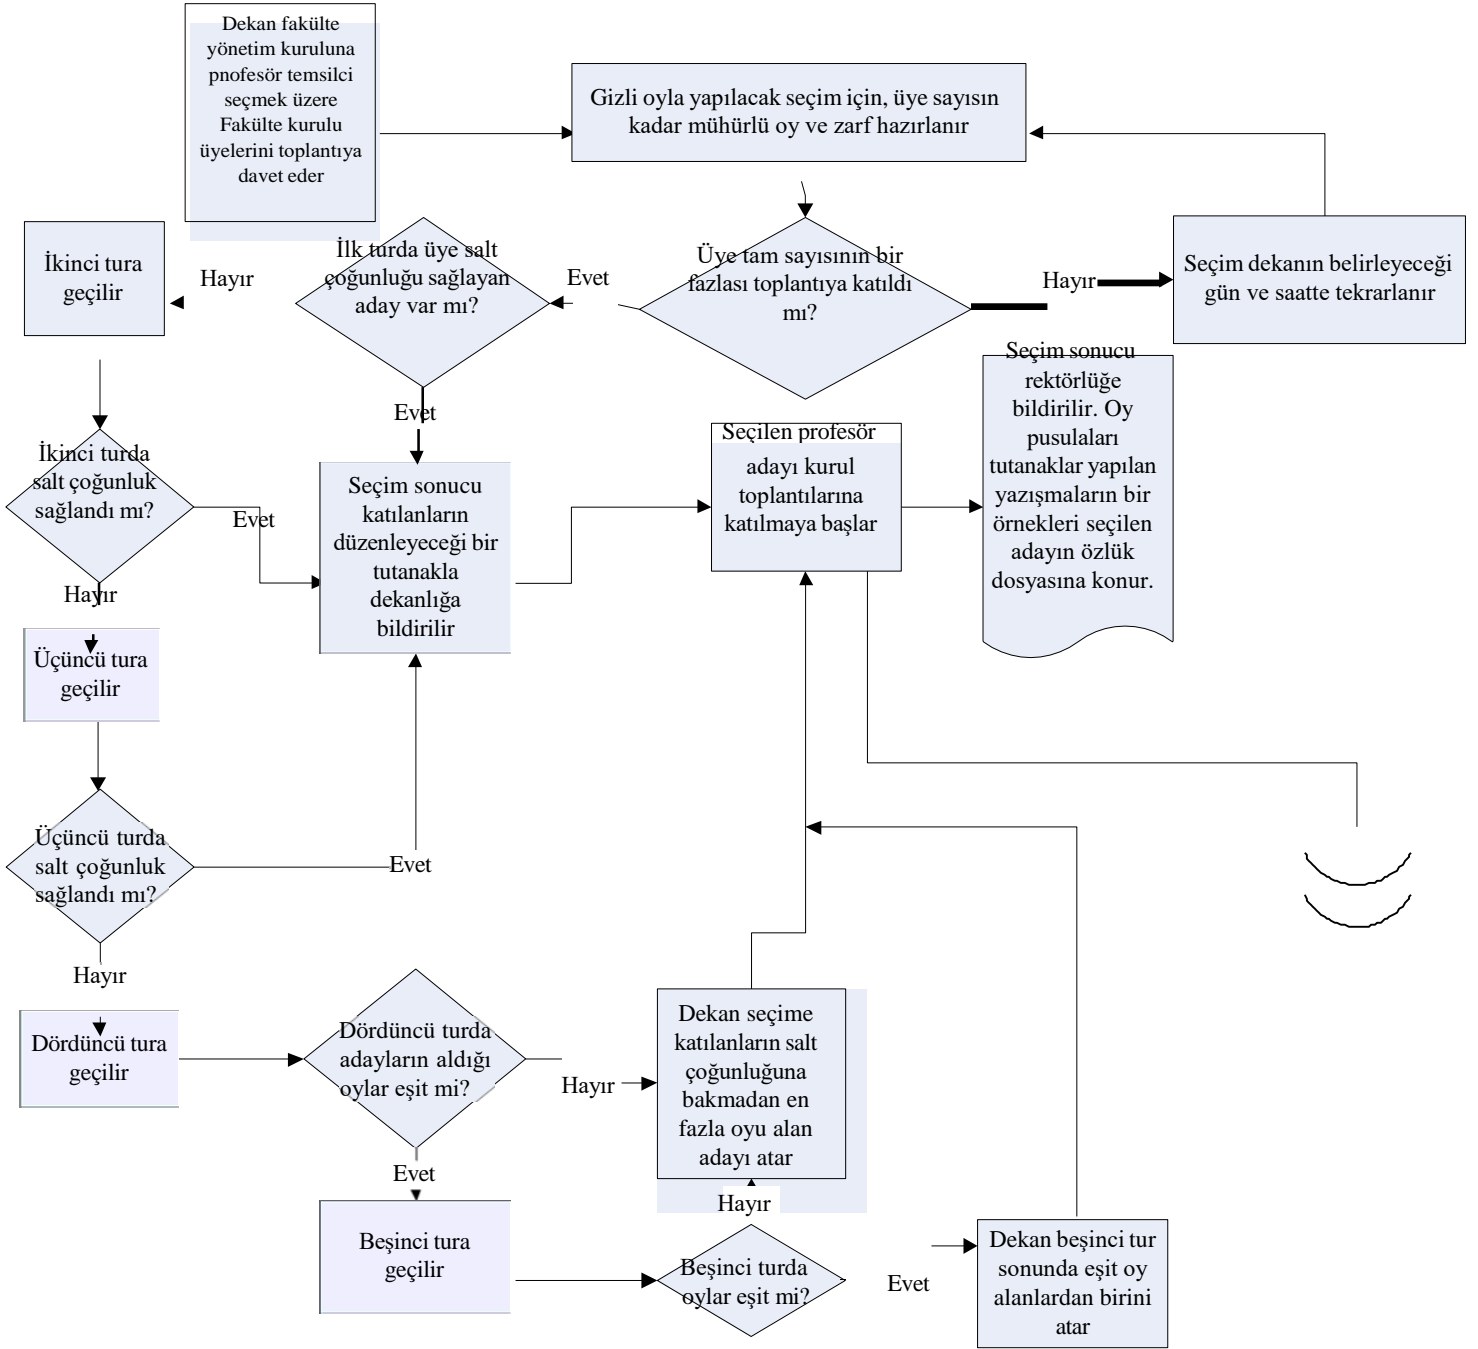 Dekan fakülte
yönetim kuruluna
pnofesör temsilci
seçmek üzere
Fakülte kurulu
üyelerini toplantıya
davet eder
Gizli oyla yapılacak seçim için, üye sayısın
kadar mühürlü oy ve zarf hazırlanır
İkinci tura
geçilir
Hayır
İlk turda üye salt
çoğunluğu sağlayan
aday var mı?
Evet
Üye tam sayısının bir
fazlası toplantıya katıldı
mı?
Hayır
Seçim dekanın belirleyeceği
gün ve saatte tekrarlanır
Evet
Seçim sonucu
rektörlüğe
bildirilir. Oy
pusulaları
tutanaklar yapılan
yazışmaların bir
örnekleri seçilen
adayın özlük
dosyasına konur.
Seçilen profesör
adayı kurul
toplantılarına
katılmaya başlar
İkinci turda
salt çoğunluk
sağlandı mı?
Evet
Seçim sonucu
katılanların
düzenleyeceği bir
tutanakla
dekanlığa
bildirilir
Hayır
Üçüncü tura
geçilir
Üçüncü turda
salt çoğunluk
sağlandı mı?
Evet
Hayır
Dördüncü tura
geçilir
Dördüncü turda
adayların aldığı
oylar eşit mi?
Hayır
Dekan seçime
katılanların salt
çoğunluğuna
bakmadan en
fazla oyu alan
adayı atar
Evet
Hayır
Beşinci tura
geçilir
Beşinci turda
oylar eşit mi?
Evet
Dekan beşinci tur
sonunda eşit oy
alanlardan birini
atar